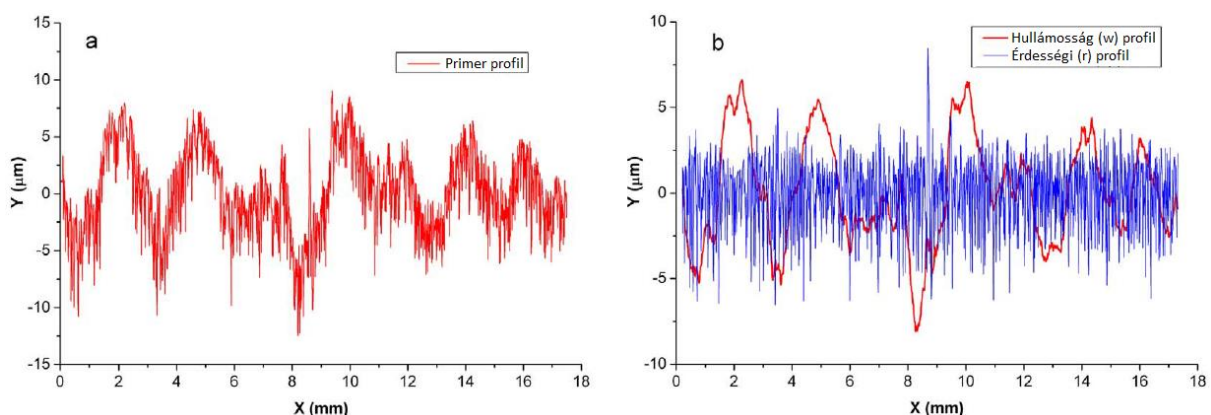 a
Primer profil
15
10
5
0
-5
-10
-15
Y (μm)
0 2 4 6 8 10 12 14 16 18
X (mm)
b
Hullámosság (w) profil
Érdességi (r) profil
10
5
0
-5
-10
Y (μm)
0 2 4 6 8 10 12 14 16 18
X (mm)